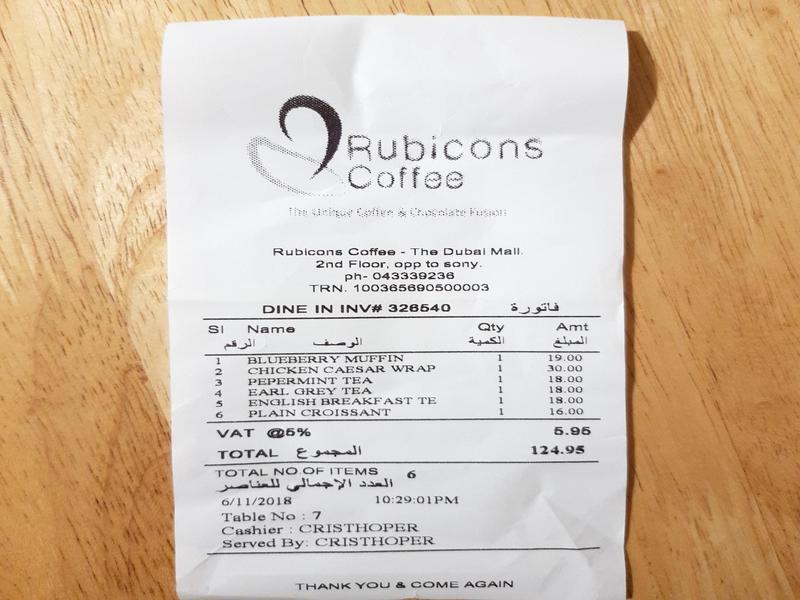 Rubicons
Coffee
The Unique Coffee & Chocolate Fusion
Rubicons Coffee - The Dubai Mall.
2nd Floor, opp to sony.
ph- 043339236
TRN. 100365690500003
DINE IN INV# 326540 فاتورة
Sl Name Qty Amt
الرقم الوصف الكمية المبلغ
1 BLUEBERRY MUFFIN 1 19.00
2 CHICKEN CAESAR WRAP 1 30.00
3 PEPERMINT TEA 1 18.00
4 EARL GREY TEA 1 18.00
5 ENGLISH BREAKFAST TE 1 18.00
6 PLAIN CROISSANT 1 16.00
VAT @5% 5.95
TOTAL المجموع 124.95
TOTAL NO.OF ITEMS 6
العدد الإجمالي للعناصر
6/11/2018 10:29:01PM
Table No : 7
Cashier : CRISTHOPER
Served By: CRISTHOPER
THANK YOU & COME AGAIN